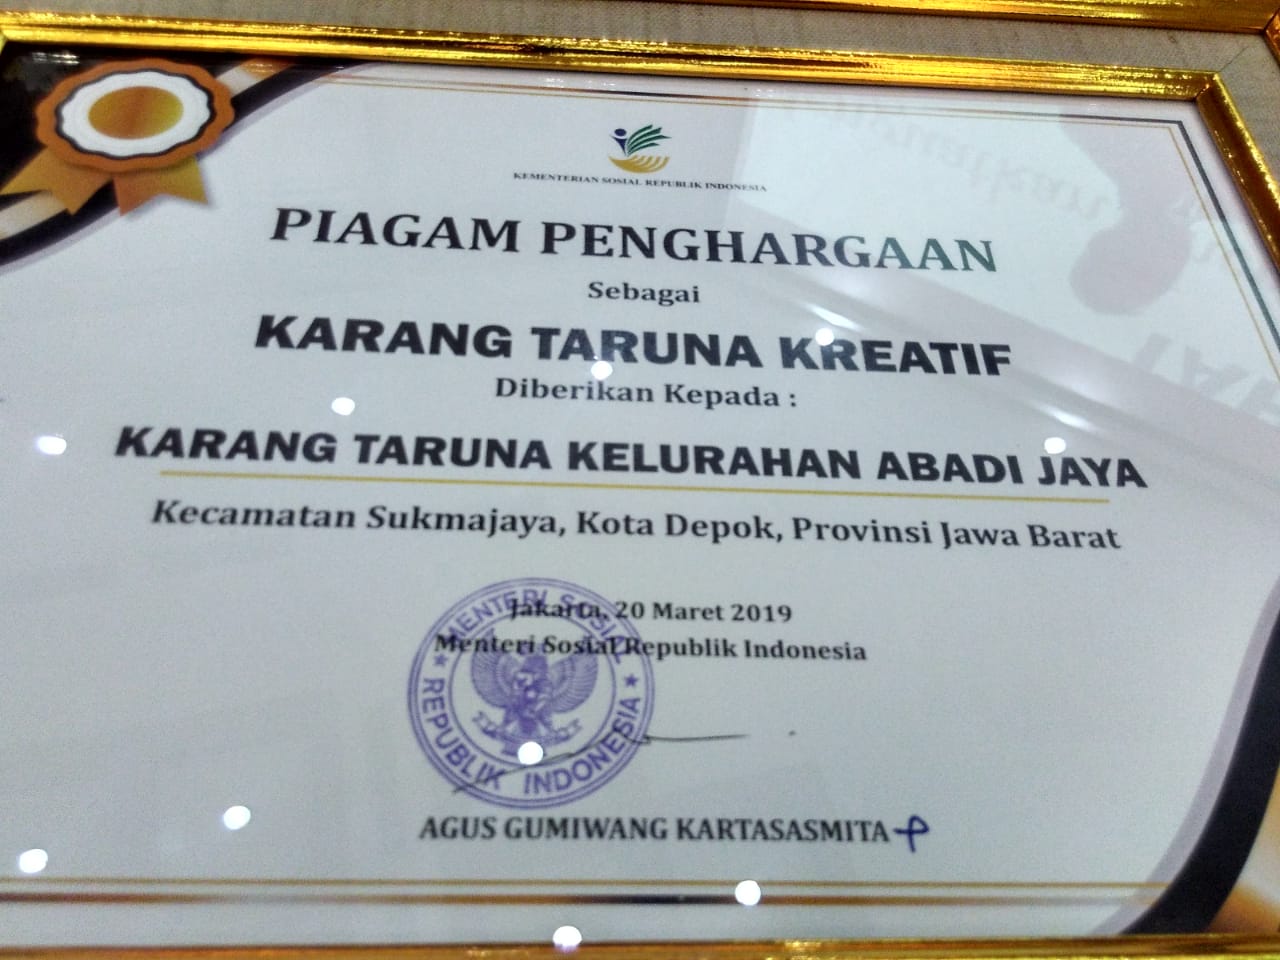 KEMENTERIAN SOSIAL REPUBLIK INDONESIA
PIAGAM PENGHARGAAN
Sebagai
KARANG TARUNA KREATIF
Diberikan Kepada :
KARANG TARUNA KELURAHAN ABADI JAYA
Kecamatan Sukmajaya, Kota Depok, Provinsi Jawa Barat
Jakarta, 20 Maret 2019
Menteri Sosial Republik Indonesia
MENTERI SOSIAL
REPUBLIK INDONESIA
AGUS GUMIWANG KARTASASMITA